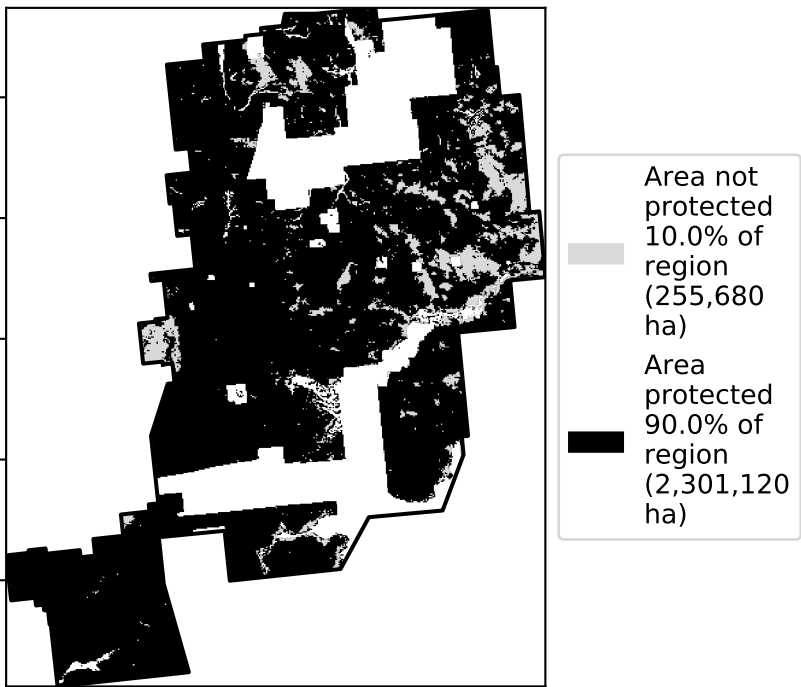 Area not
protected
10.0% of
region
(255,680
ha)
Area
protected
90.0% of
region
(2,301,120
ha)